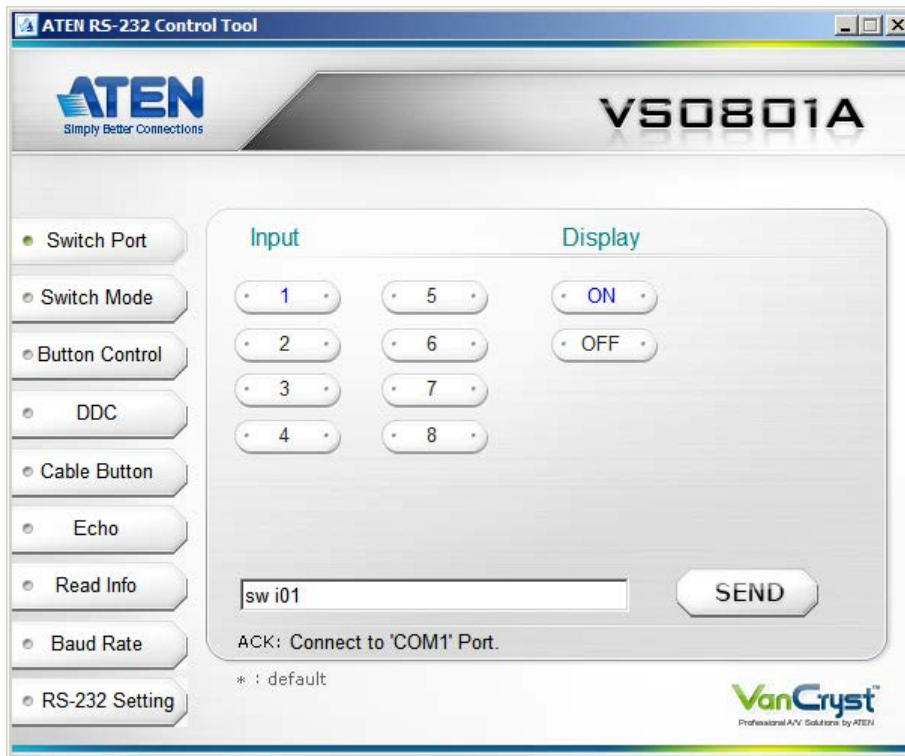 ATEN RS-232 Control Tool
ATEN
Simply Better Connections
VS0801A
Switch Port
Switch Mode
Button Control
DDC
Cable Button
Echo
Read Info
Baud Rate
RS-232 Setting
Input
Display
1
5
ON
2
6
OFF
3
7
4
8
sw i01
SEND
ACK: Connect to 'COM1' Port.
* : default
VanCryst™
Professional A/V Solutions by ATEN